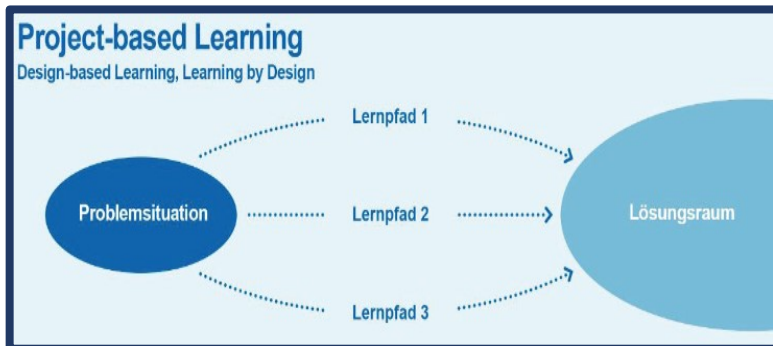 Project-based Learning
Design-based Learning, Learning by Design
Lernpfad 1
Problemsituation
Lernpfad 2
Lösungsraum
Lernpfad 3